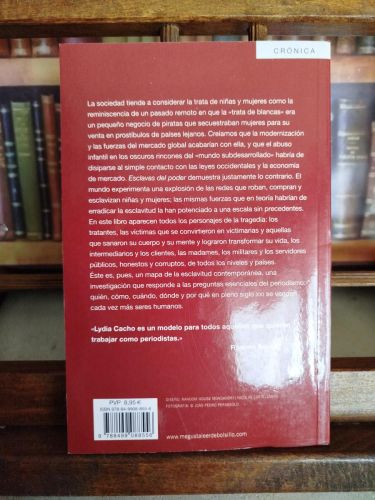 CRÓNICA
La sociedad tiende a considerar la trata de niñas y mujeres como la
reminiscencia de un pasado remoto en que la «trata de blancas» era
un pequeño negocio de piratas que secuestraban mujeres para su
venta en prostíbulos de países lejanos. Creíamos que la modernización
y las fuerzas del mercado global acabarían con ella, y que el abuso
infantil en los oscuros rincones del «mundo subdesarrollado» habría de
disiparse al simple contacto con las leyes occidentales y la economía
de mercado. Esclavas del poder demuestra justamente lo contrario. El
mundo experimenta una explosión de las redes que roban, compran y
esclavizan niñas y mujeres; las mismas fuerzas que en teoría habrían de
erradicar la esclavitud la han potenciado a una escala sin precedentes.
En este libro aparecen todos los personajes de la tragedia: los
tratantes, las víctimas que se convirtieron en victimarias y aquellas
que sanaron su cuerpo y su mente y lograron transformar su vida, los
intermediarios y los clientes, las madames, los militares y los servidores
públicos, honestos y corruptos, de todos los niveles y países.
Éste es, pues, un mapa de la esclavitud contemporánea, una
investigación que responde a las preguntas esenciales del periodismo:
quién, cómo, cuándo, dónde y por qué en pleno siglo XXI se venden
cada vez más seres humanos.
«Lydia Cacho es un modelo para todos aquellos que quieran
trabajar como periodistas.»
PVP 8,95 €
DISEÑO: RANDOM HOUSE MONDADORI
FOTOGRAFÍA: © JOAN PEDRO
www.megustaleerdebolsillo.com